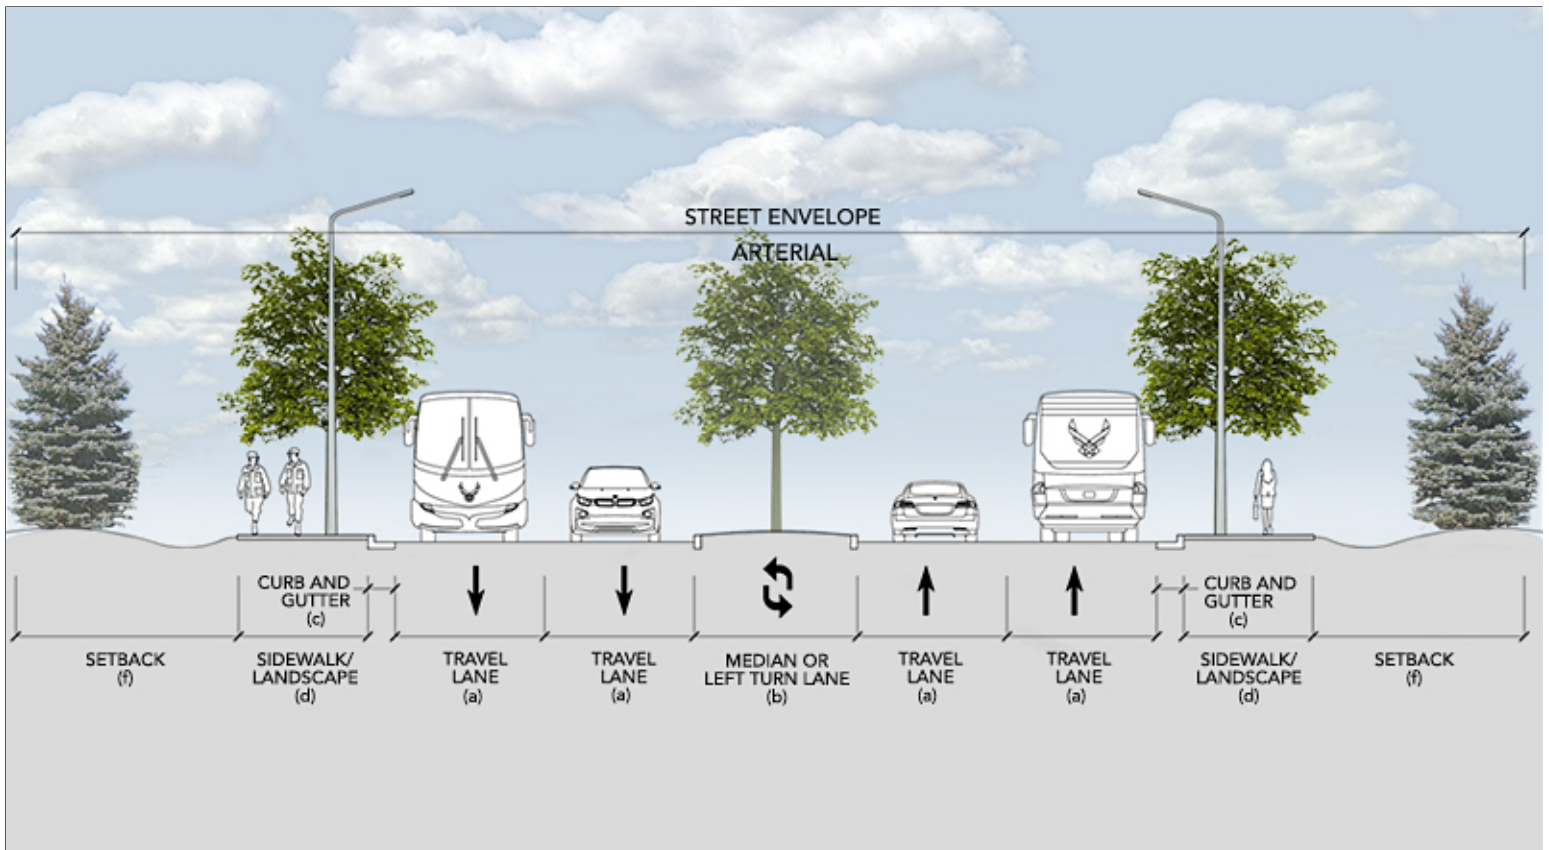 STREET ENVELOPE
ARTERIAL
CURB AND
GUTTER
(c)
CURB AND
GUTTER
(c)
SETBACK
(f)
SIDEWALK/
LANDSCAPE
(d)
TRAVEL
LANE
(a)
TRAVEL
LANE
(a)
MEDIAN OR
LEFT TURN LANE
(b)
TRAVEL
LANE
(a)
TRAVEL
LANE
(a)
SIDEWALK/
LANDSCAPE
(d)
SETBACK
(f)